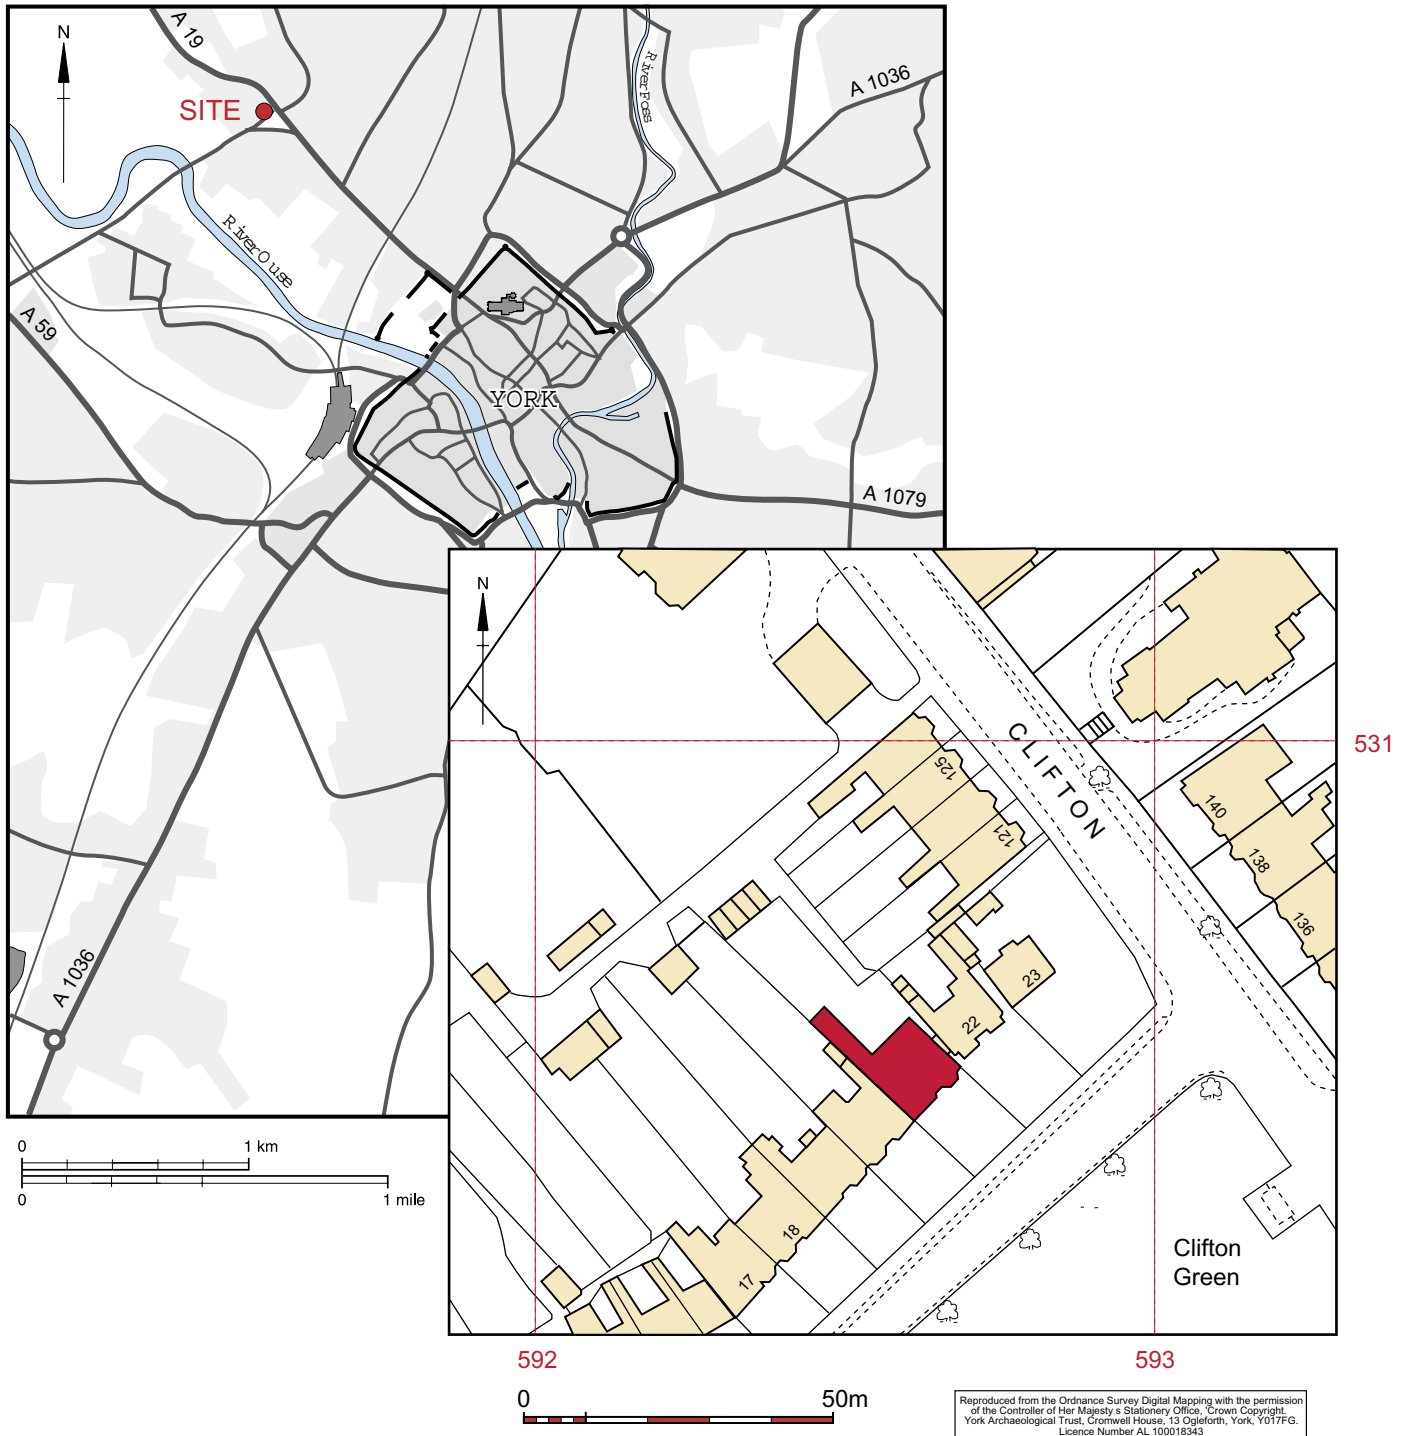 N
A 19
SITE
River Foss
A 1036
River Ouse
A 59
YORK
A 1079
A 1036
0 1 km
0 1 mile
N
CLIFTON
531
125
121
140
138
136
23
22
18
17
Clifton
Green
592
593
0 50m
Reproduced from the Ordnance Survey Digital Mapping with the permission
of the Controller of Her Majesty s Stationery Office, 'Crown Copyright.
York Archaeological Trust, Cromwell House, 13 Ogleforth, York, Y017FG.
Licence Number AL 100018343